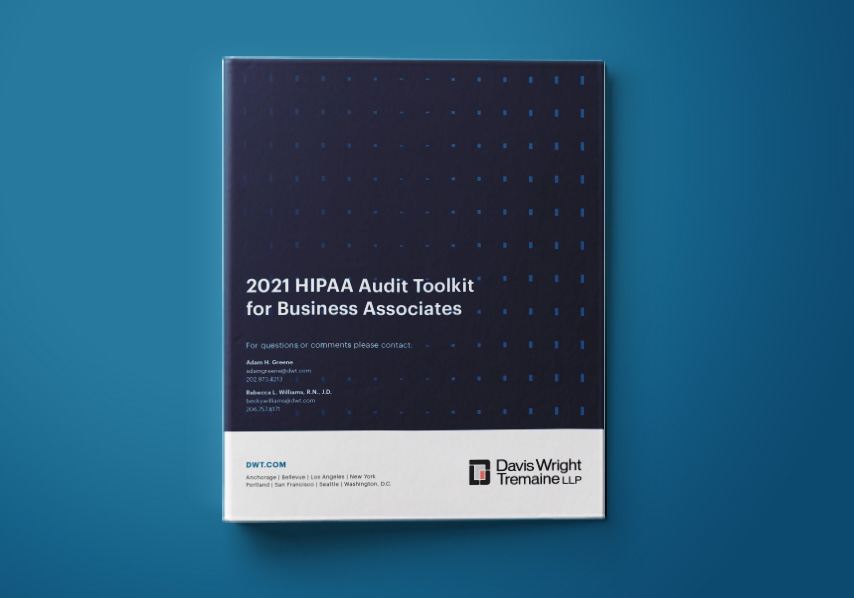 2021 HIPAA Audit Toolkit
for Business Associates
For questions or comments please contact:
Adam H. Greene
adamgreene@dwt.com
202.973.4213
Rebecca L. Williams, R.N., J.D.
beckywilliams@dwt.com
206.757.8171
DWT.COM
Anchorage | Bellevue | Los Angeles | New York
Portland | San Francisco | Seattle | Washington, D.C.
Davis Wright
Tremaine LLP